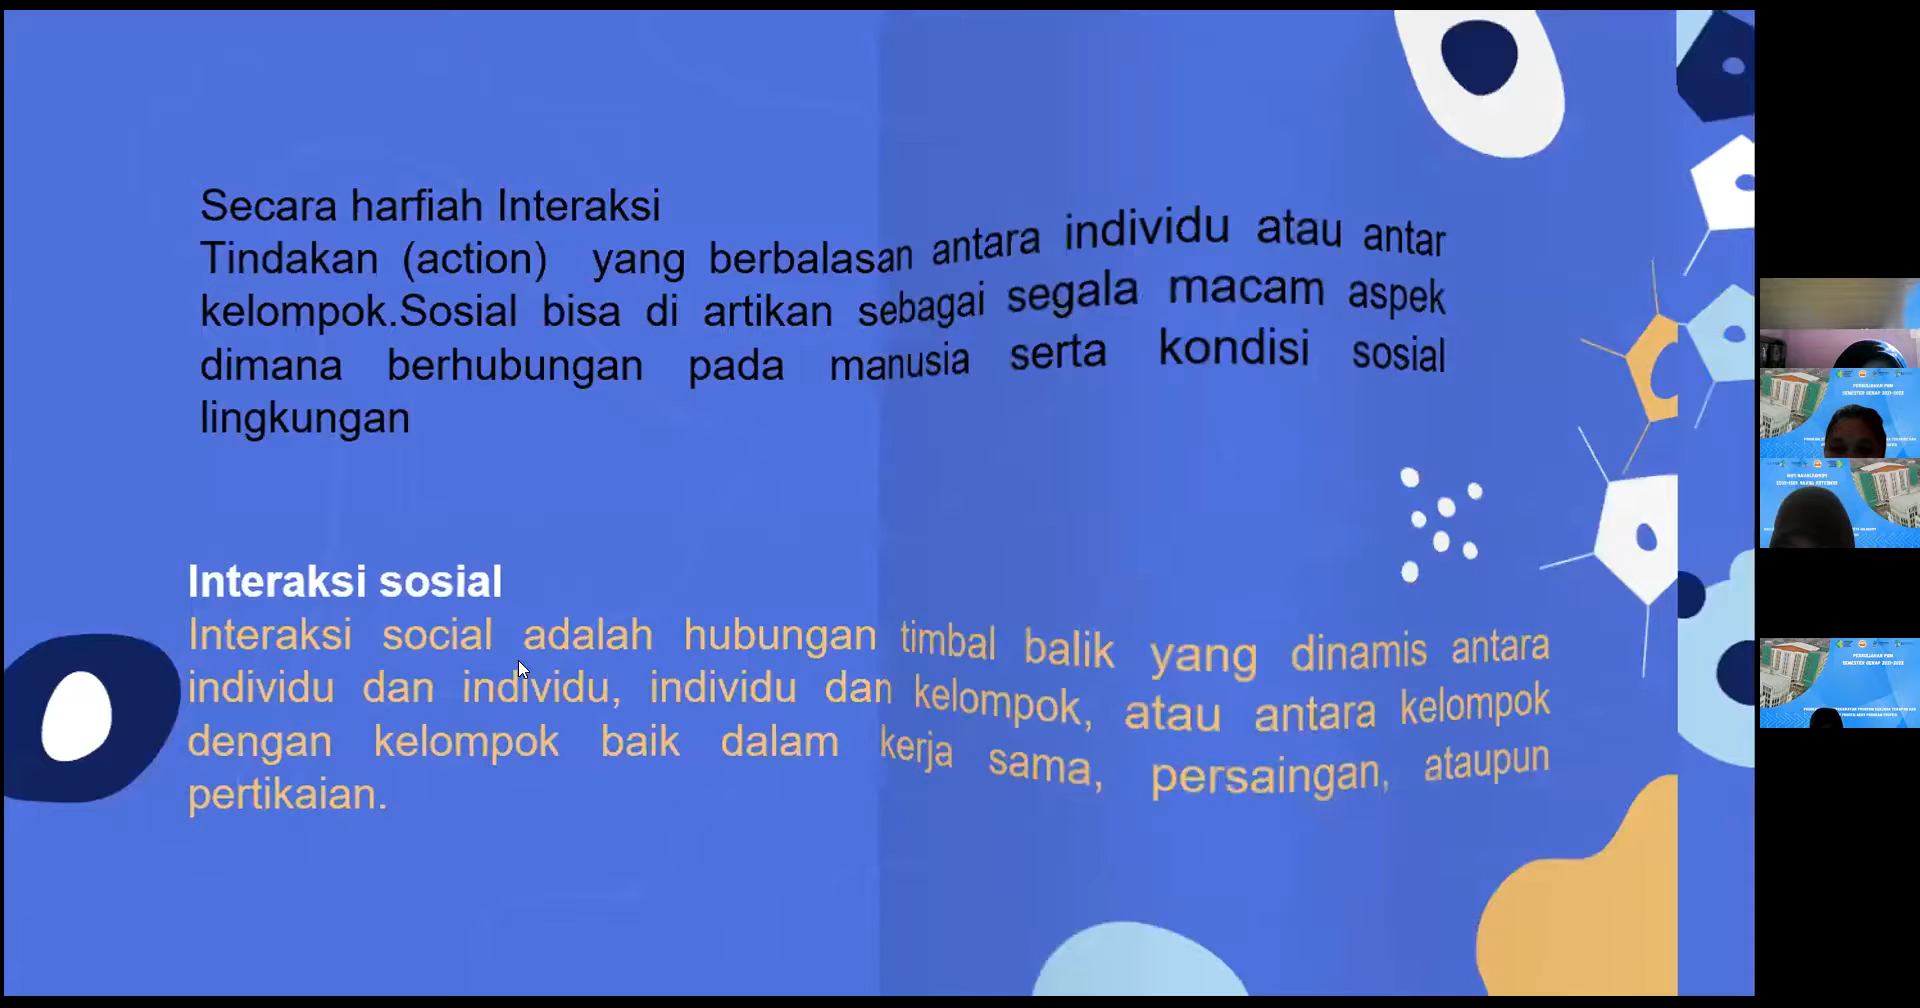 Secara harfiah Interaksi
Tindakan (action) yang berbalasan antara individu atau antar
kelompok.Sosial bisa di artikan sebagai segala macam aspek
dimana berhubungan pada manusia serta kondisi sosial
lingkungan
Interaksi sosial
Interaksi social adalah hubungan timbal balik yang dinamis antara
individu dan individu, individu dan kelompok, atau antara kelompok
dengan kelompok baik dalam kerja sama, persaingan, ataupun
pertikaian.